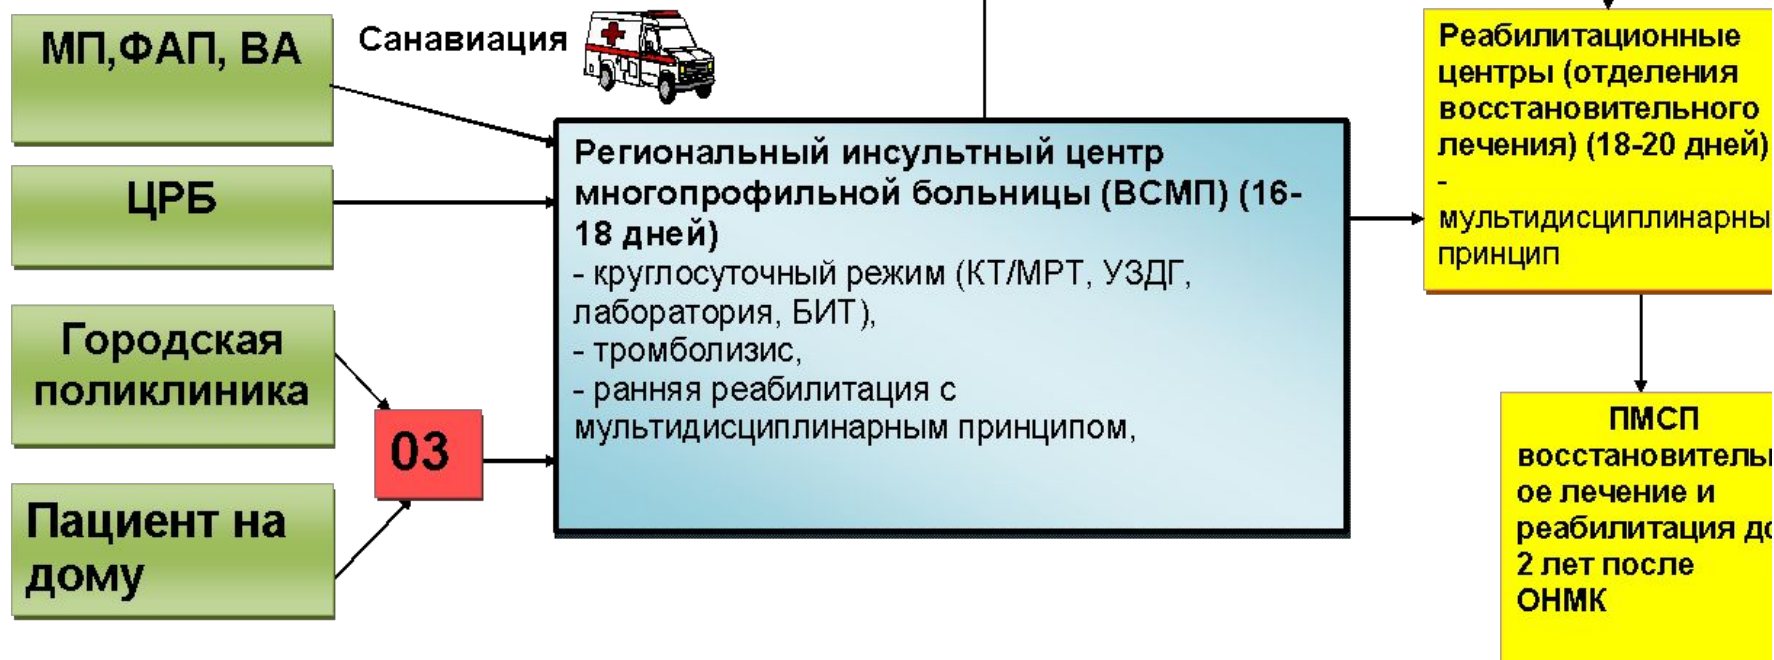 МП,ФАП, ВА
Санавиация
ЦРБ
Городская
поликлиника
Пациент на
дому
03
Региональный инсультный центр
многопрофильной больницы (ВСМП) (16-
18 дней)
- круглосуточный режим (КТ/МРТ, УЗДГ,
лаборатория, БИТ),
- тромболизис,
- ранняя реабилитация с
мультидисциплинарным принципом,
Реабилитационные
центры (отделения
восстановительного
лечения) (18-20 дней)
-
мультидисциплинарны
принцип
ПМСП
восстановитель
ое лечение и
реабилитация до
2 лет после
ОНМК